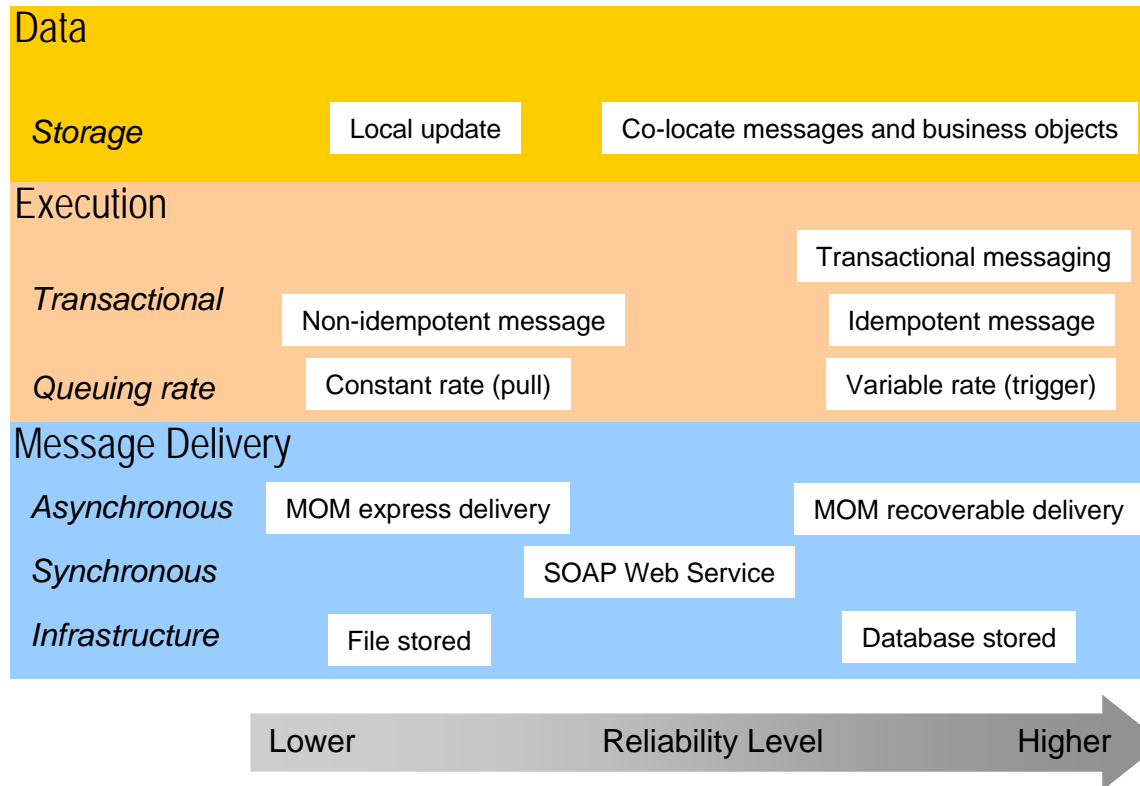 Data
Storage
Local update
Co-locate messages and business objects
Execution
Transactional messaging
Transactional
Non-idempotent message
Idempotent message
Queuing rate
Constant rate (pull)
Variable rate (trigger)
Message Delivery
Asynchronous
MOM express delivery
MOM recoverable delivery
Synchronous
SOAP Web Service
Infrastructure
File stored
Database stored
Lower
Reliability Level
Higher